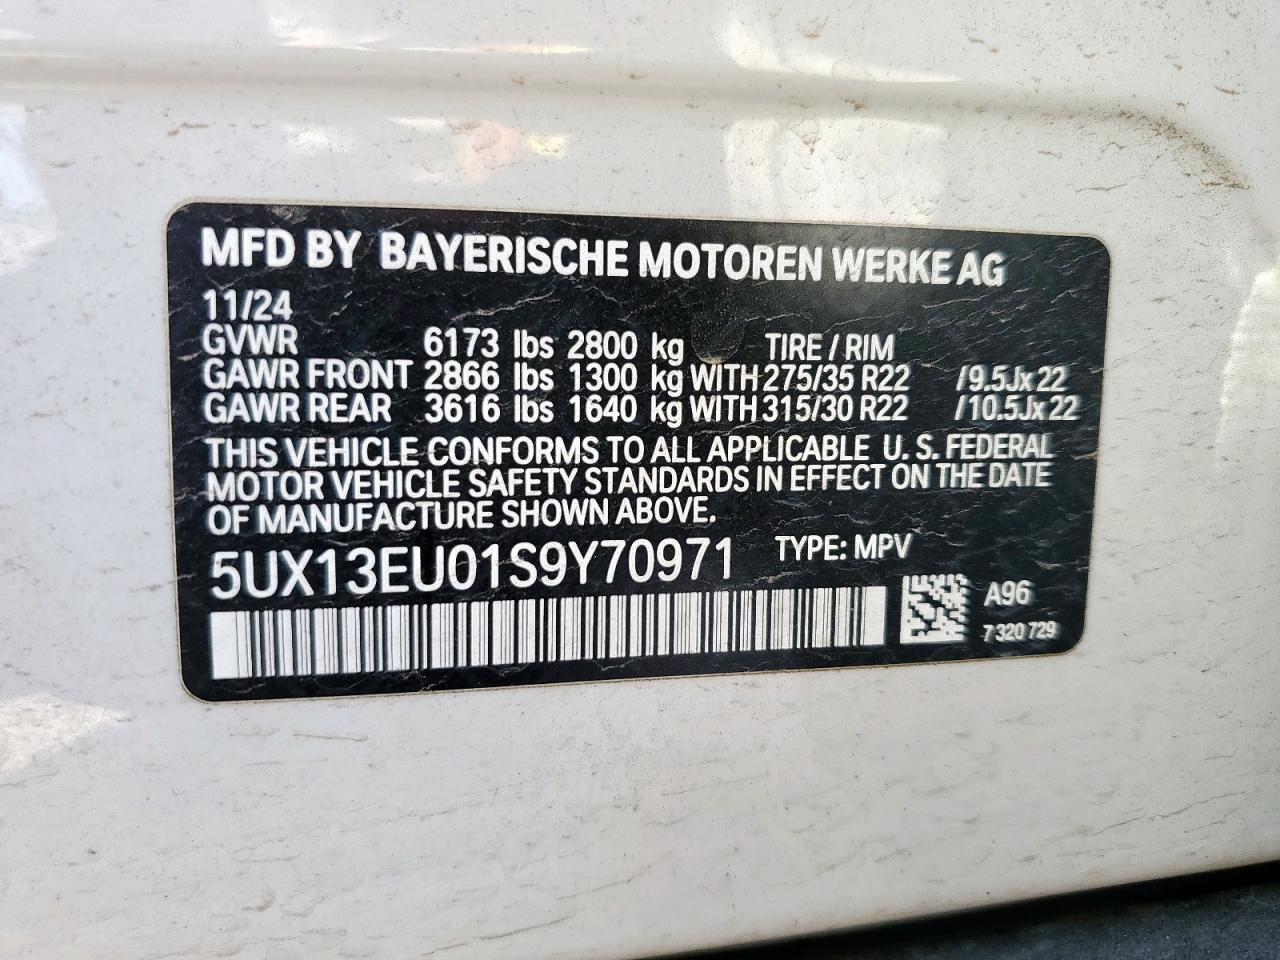 MFD BY BAYERISCHE MOTOREN WERKE AG
11/24
GVWR 6173 lbs 2800 kg TIRE / RIM
GAWR FRONT 2866 lbs 1300 kg WITH 275/35 R22 /9.5Jx22
GAWR REAR 3616 lbs 1640 kg WITH 315/30 R22 /10.5Jx22
THIS VEHICLE CONFORMS TO ALL APPLICABLE U. S. FEDERAL
MOTOR VEHICLE SAFETY STANDARDS IN EFFECT ON THE DATE
OF MANUFACTURE SHOWN ABOVE.
5UX13EU01S9Y70971 TYPE: MPV
A96
7 320 729